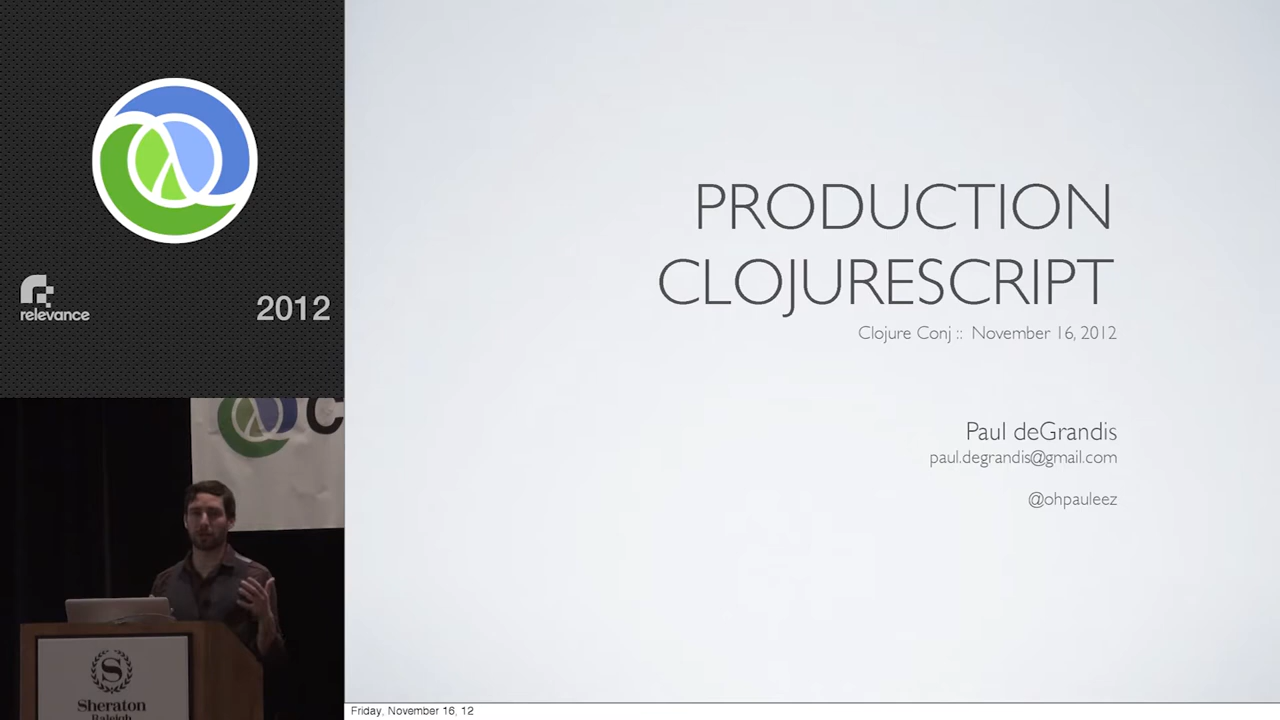 relevance
2012
PRODUCTION
CLOJURESCRIPT
Clojure Conj :: November 16, 2012
Paul deGrandis
paul.degrandis@gmail.com
@ohpauleez
C
S
Sheraton
Raleigh
Friday, November 16, 12